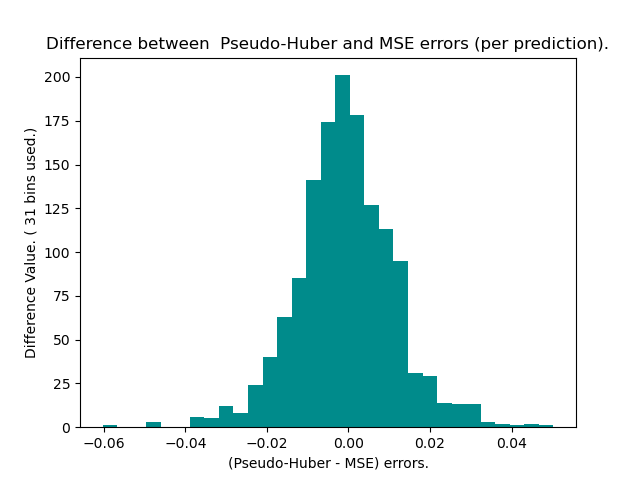 Difference between  Pseudo-Huber and MSE errors (per prediction).
Difference Value. ( 31 bins used.)
200
175
150
125
100
75
50
25
0
−0.06 −0.04 −0.02 0.00 0.02 0.04
(Pseudo-Huber - MSE) errors.